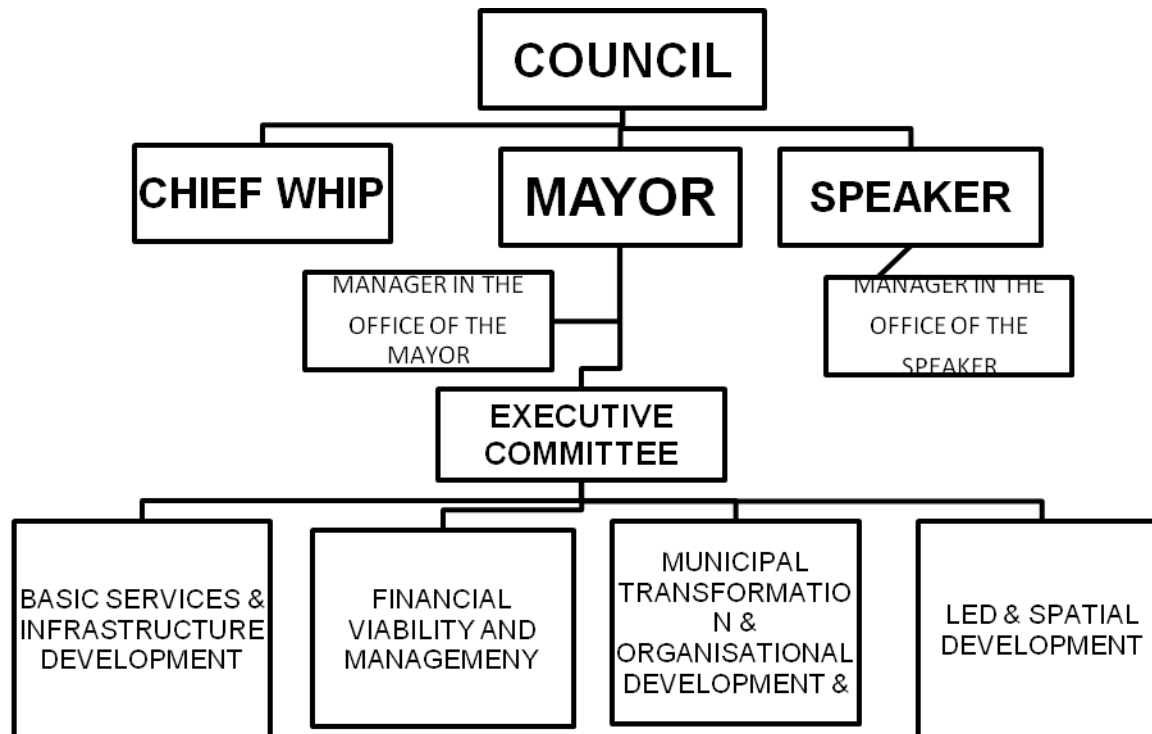 COUNCIL
CHIEF WHIP
MAYOR
SPEAKER
MANAGER IN THE
OFFICE OF THE
MAYOR
MANAGER IN THE
OFFICE OF THE
SPEAKER
EXECUTIVE
COMMITTEE
BASIC SERVICES &
INFRASTRUCTURE
DEVELOPMENT
FINANCIAL
VIABILITY AND
MANAGEMENY
MUNICIPAL
TRANSFORMATIO
N &
ORGANISATIONAL
DEVELOPMENT &
LED & SPATIAL
DEVELOPMENT